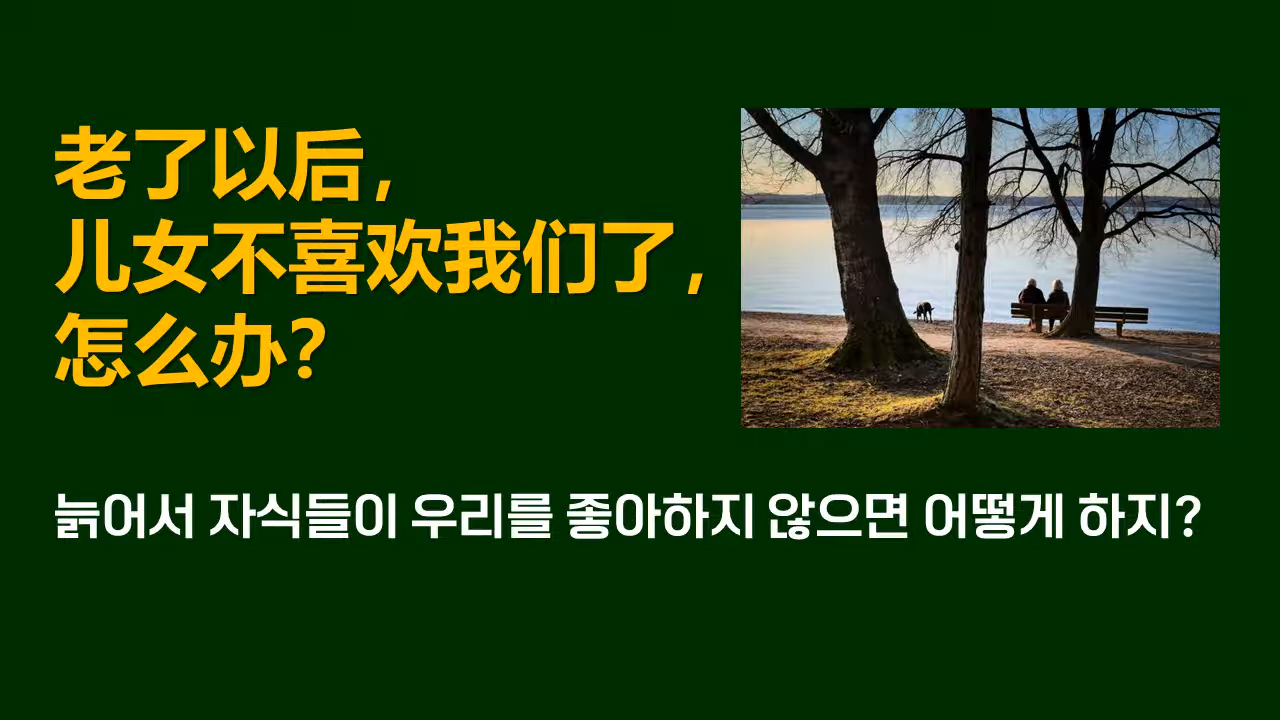 老了以后，
儿女不喜欢我们了，
怎么办？
늙어서 자식들이 우리를 좋아하지 않으면 어떻게 하지?